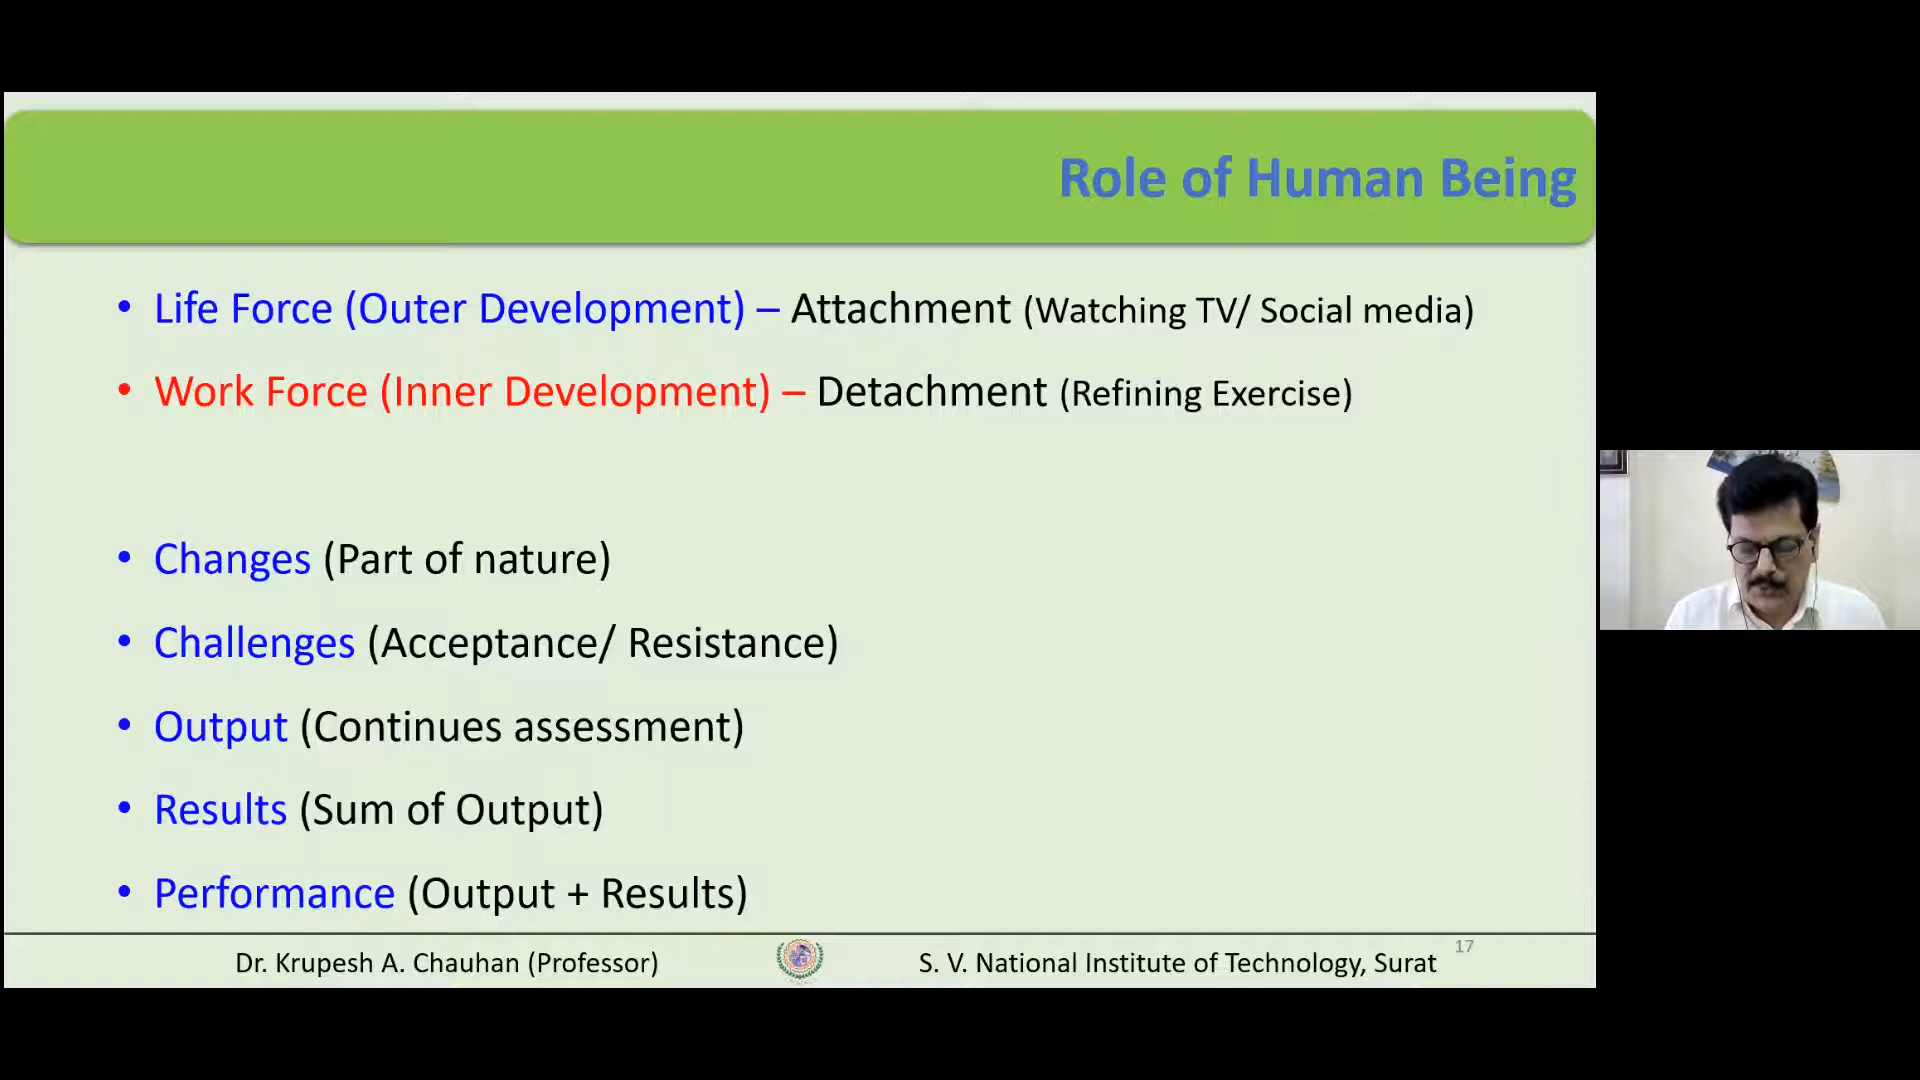 Role of Human Being
• Life Force (Outer Development) – Attachment (Watching TV/ Social media)
• Work Force (Inner Development) – Detachment (Refining Exercise)
• Changes (Part of nature)
• Challenges (Acceptance/ Resistance)
• Output (Continues assessment)
• Results (Sum of Output)
• Performance (Output + Results)
Dr. Krupesh A. Chauhan (Professor)
S. V. National Institute of Technology, Surat
17